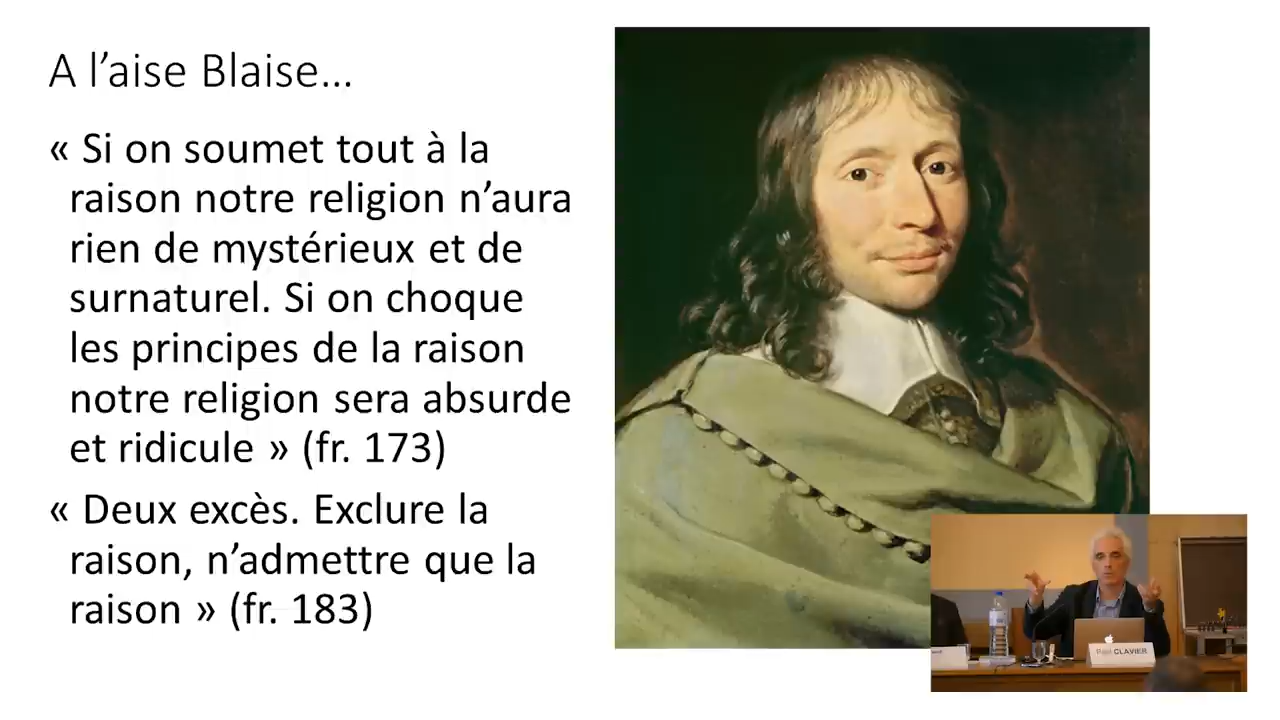 A l’aise Blaise…
« Si on soumet tout à la
raison notre religion n’aura
rien de mystérieux et de
surnaturel. Si on choque
les principes de la raison
notre religion sera absurde
et ridicule » (fr. 173)
« Deux excès. Exclure la
raison, n’admettre que la
raison » (fr. 183)
Paul CLAVIER